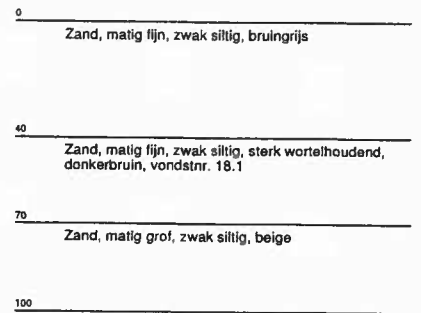 0
Zand, matig fijn, zwak siltig, bruingrijs
40
Zand, matig fijn, zwak siltig, sterk wortelhoudend,
donkerbruin, vondstnr. 18.1
70
Zand, matig grof, zwak siltig, beige
100